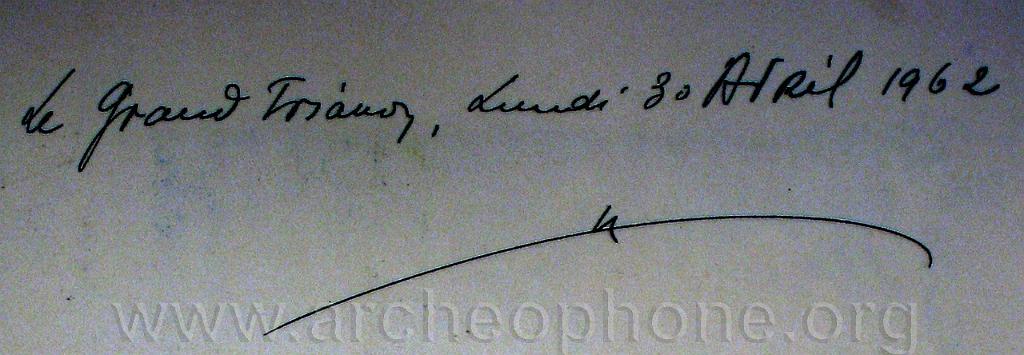 Le Grand Trianon, Lundi 30 Avril 1962
www.archeophone.org